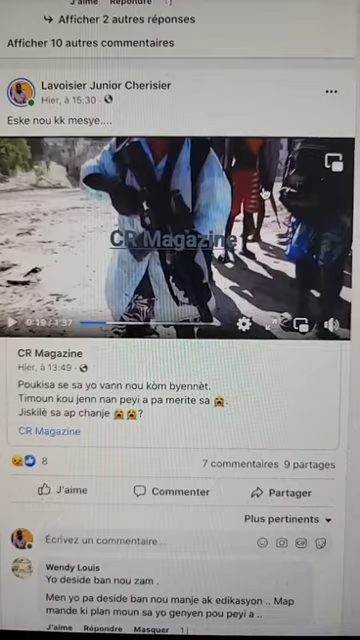 J'aime Répondre 1 j
Afficher 2 autres réponses
Afficher 10 autres commentaires
Lavoisier Junior Cherisier
Hier, à 15:30 ·
Eske nou kk mesye....
CR Magazine
0:19 / 1:37
CR Magazine
Hier, à 13:49 ·
Poukisa se sa yo vann nou kòm byennèt.
Timoun kou jenn nan peyi a pa merite sa 😭.
Jiskilè sa ap chanje 😭😭?
CR Magazine
8
7 commentaires 9 partages
J'aime Commenter Partager
Plus pertinents
Écrivez un commentaire...
Wendy Louis
Yo deside ban nou zam .
Men yo pa deside ban nou manje ak edikasyon .. Map
mande ki plan moun sa yo genyen pou peyi a ..
J'aime Répondre Masquer 1 j